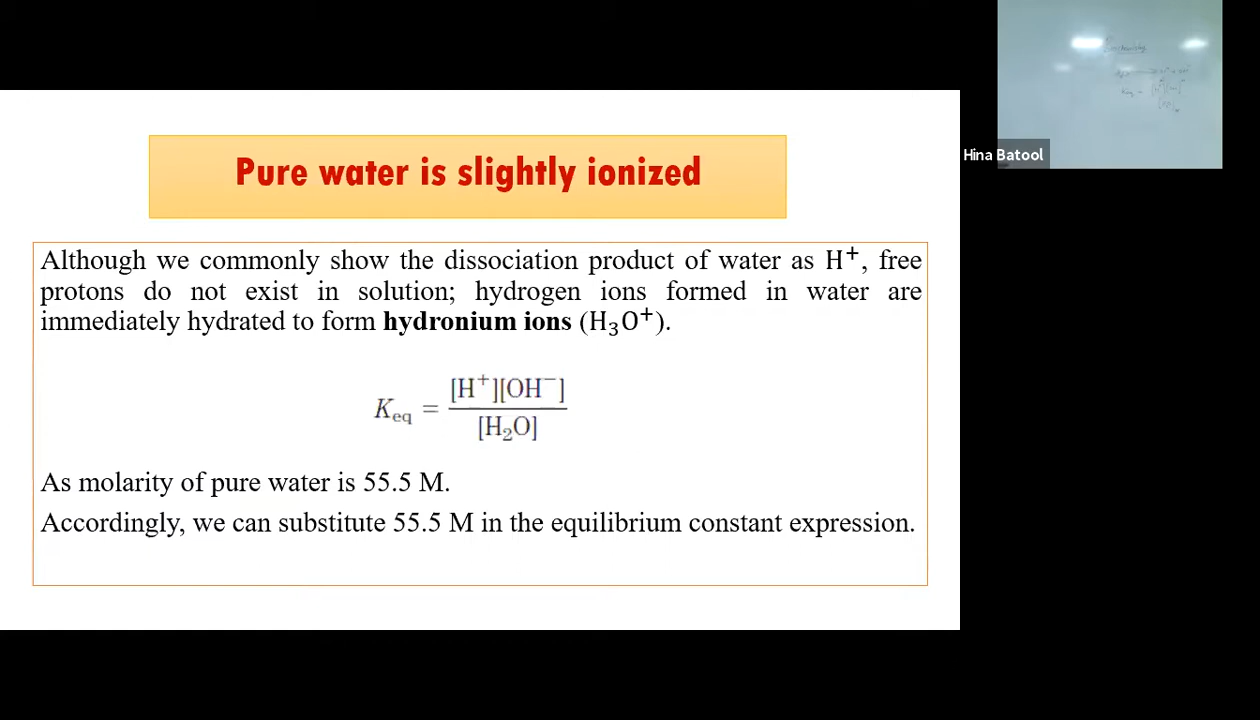 Pure water is slightly ionized
Although we commonly show the dissociation product of water as H⁺, free
protons do not exist in solution; hydrogen ions formed in water are
immediately hydrated to form hydronium ions (H₃O⁺).
K_eq = [H⁺][OH⁻] / [H₂O]
As molarity of pure water is 55.5 M.
Accordingly, we can substitute 55.5 M in the equilibrium constant expression.
Hina Batool